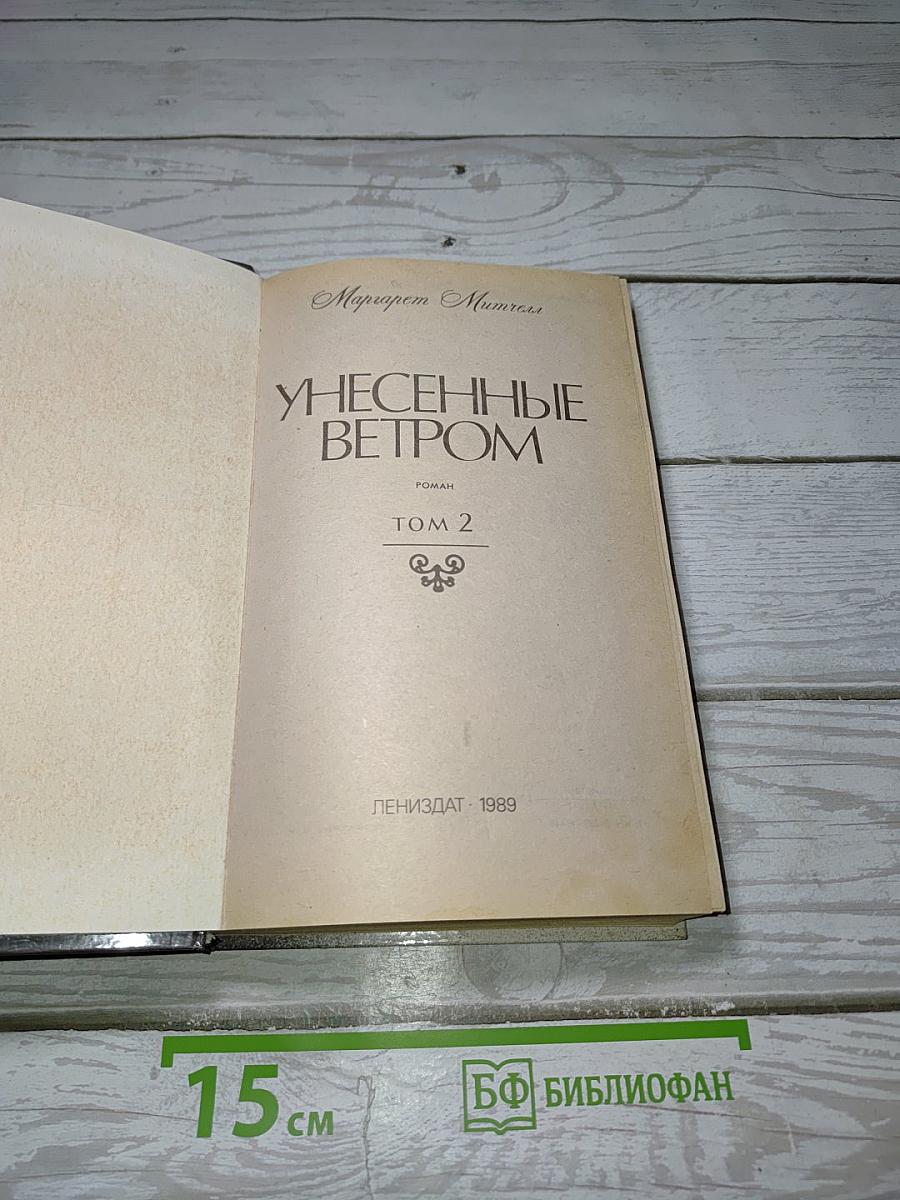 Маргарет Митчелл
УНЕСЕННЫЕ
ВЕТРОМ
РОМАН
ТОМ 2
ЛЕНИЗДАТ · 1989
15 см
БФ БИБЛИОФАН